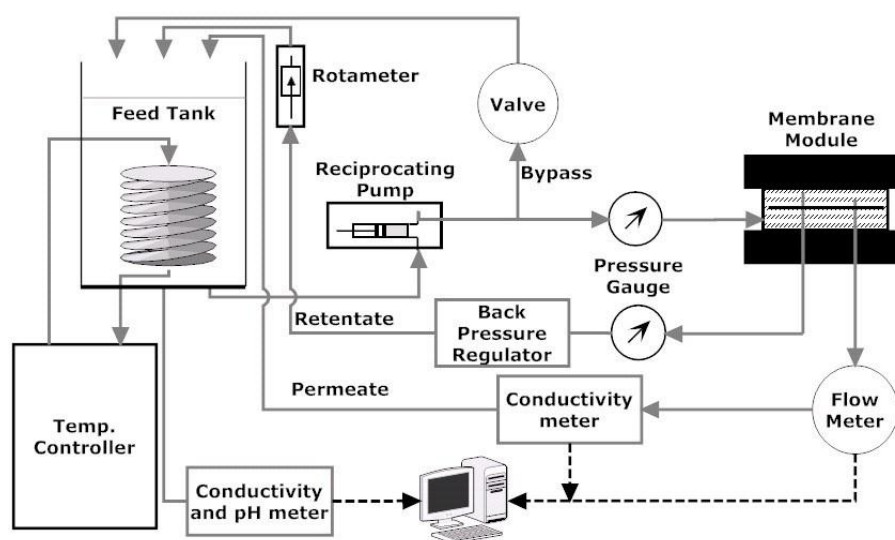 Rotameter
Feed Tank
Valve
Membrane
Module
Reciprocating
Pump
Bypass
Pressure
Gauge
Retentate
Back
Pressure
Regulator
Permeate
Conductivity
meter
Flow
Meter
Temp.
Controller
Conductivity
and pH meter